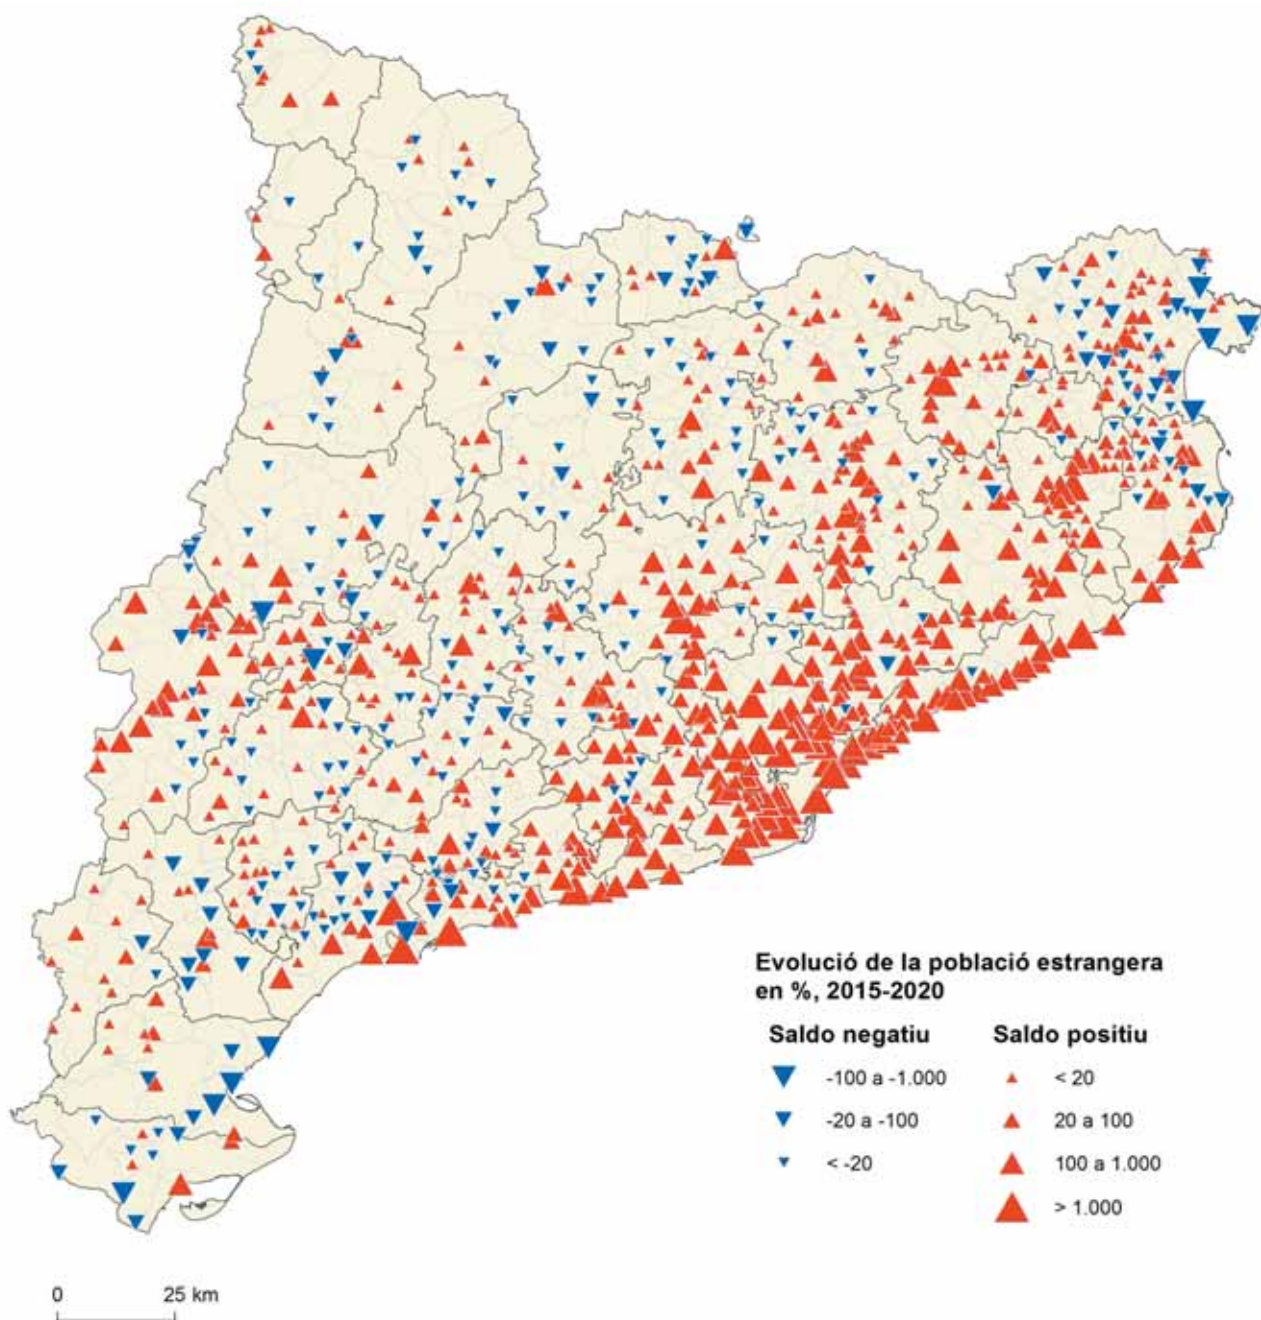 Evolució de la població estrangera
en %, 2015-2020
Saldo negatiu
-100 a -1.000
-20 a -100
< -20
Saldo positiu
< 20
20 a 100
100 a 1.000
> 1.000
0 25 km